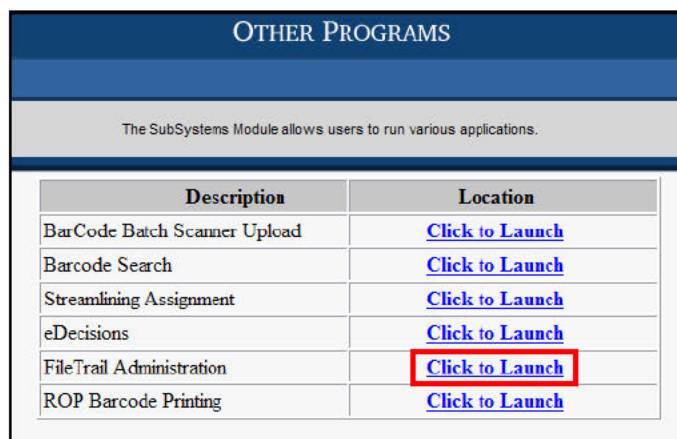 OTHER PROGRAMS
The SubSystems Module allows users to run various applications.
Description Location
BarCode Batch Scanner Upload Click to Launch
Barcode Search Click to Launch
Streamlining Assignment Click to Launch
eDecisions Click to Launch
FileTrail Administration Click to Launch
ROP Barcode Printing Click to Launch